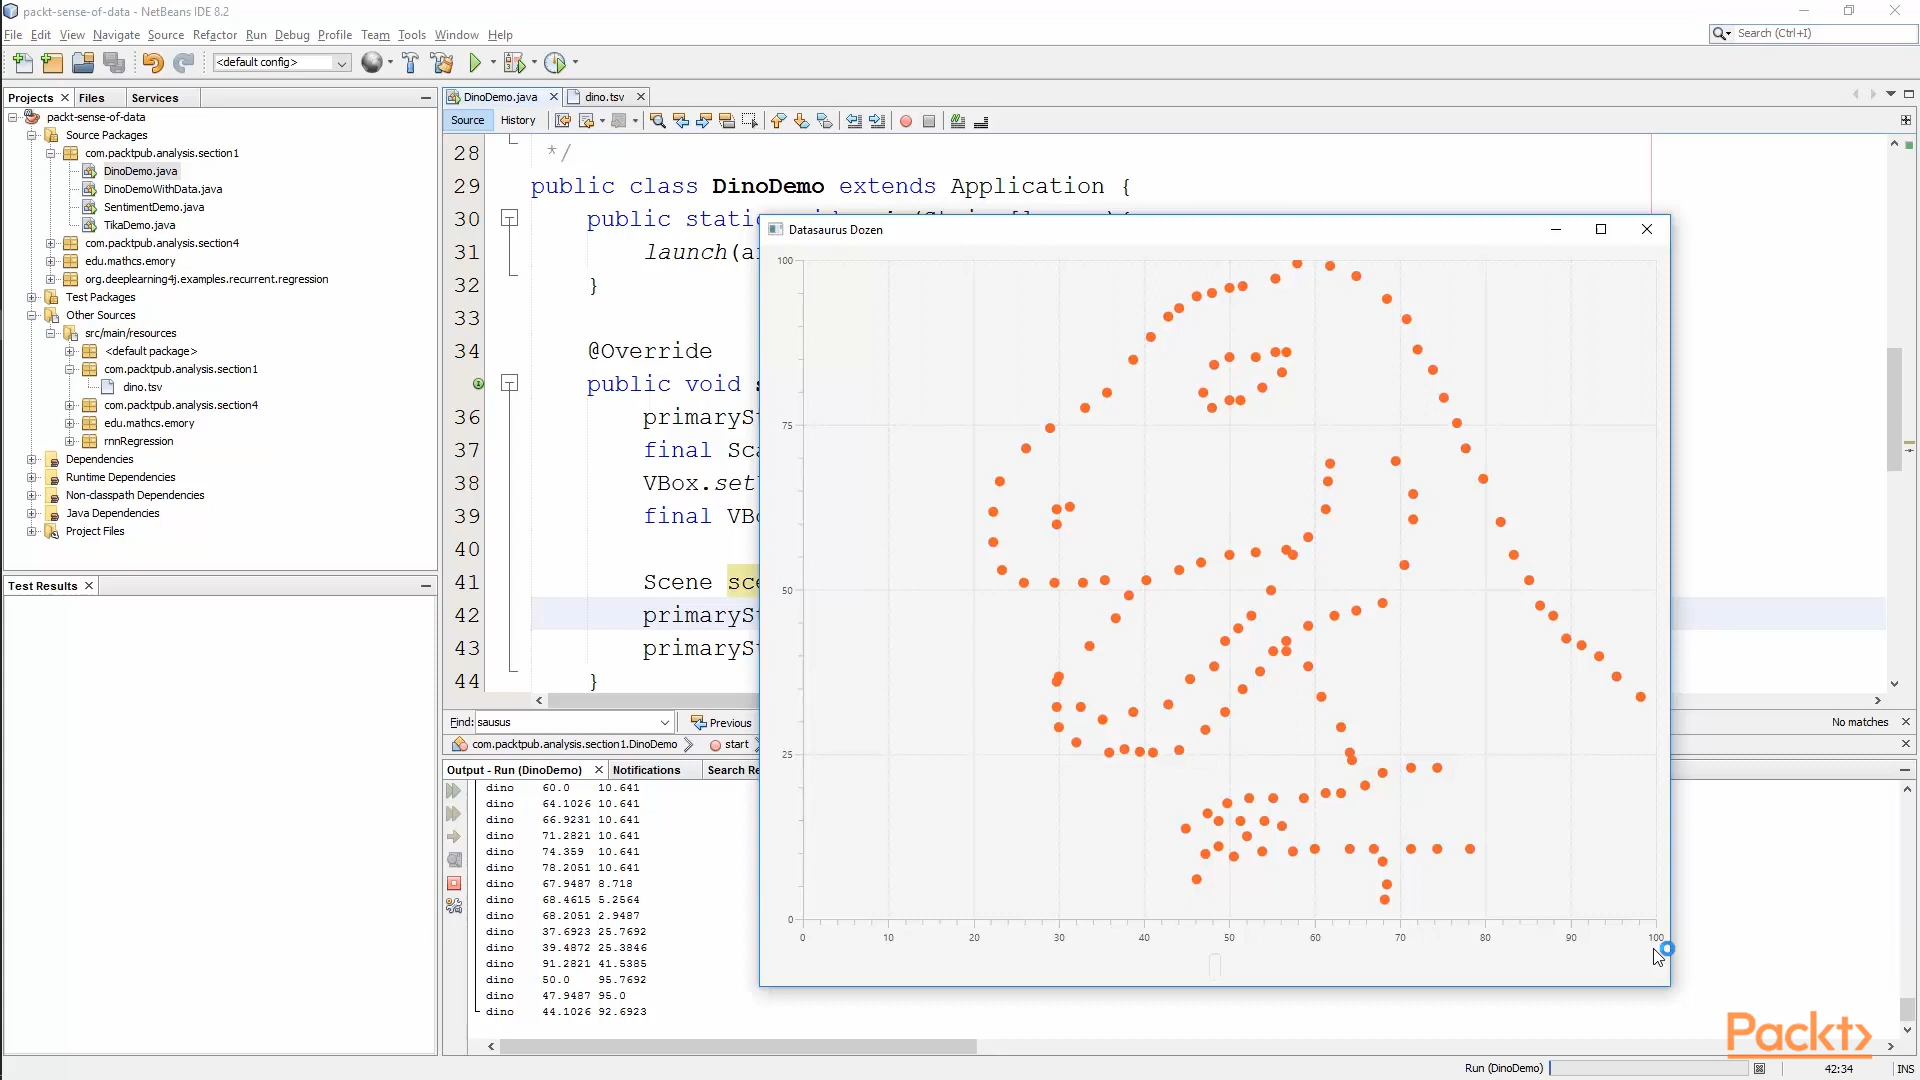 packt-sense-of-data - NetBeans IDE 8.2
File Edit View Navigate Source Refactor Run Debug Profile Team Tools Window Help
Search (Ctrl+I)
<default config>
Projects Files Services
DinoDemo.java dino.tsv
Source History
packt-sense-of-data
Source Packages
com.packtpub.analysis.section1
DinoDemo.java
DinoDemoWithData.java
SentimentDemo.java
TikaDemo.java
com.packtpub.analysis.section4
edu.mathcs.emory
org.deeplearning4j.examples.recurrent.regression
Test Packages
Other Sources
src/main/resources
<default package>
com.packtpub.analysis.section1
dino.tsv
com.packtpub.analysis.section4
edu.mathcs.emory
rnnRegression
Dependencies
Runtime Dependencies
Non-classpath Dependencies
Java Dependencies
Project Files
Test Results
28 */
29 public class DinoDemo extends Application {
30 public stati
31 launch(a
32 }
33
34 @Override
public void s
36 primarySt
37 final Sca
38 VBox.set
39 final VBo
40
41 Scene sce
42 primarySt
43 primarySt
44 }
Find: sausus Previous
No matches
com.packtpub.analysis.section1.DinoDemo start
Output - Run (DinoDemo) Notifications Search Re
dino 60.0 10.641
dino 64.1026 10.641
dino 66.9231 10.641
dino 71.2821 10.641
dino 74.359 10.641
dino 78.2051 10.641
dino 67.9487 8.718
dino 68.4615 5.2564
dino 68.2051 2.9487
dino 37.6923 25.7692
dino 39.4872 25.3846
dino 91.2821 41.5385
dino 50.0 95.7692
dino 47.9487 95.0
dino 44.1026 92.6923
Datasaurus Dozen
100
75
50
25
0
0 10 20 30 40 50 60 70 80 90 100
Packt>
Run (DinoDemo) 42:34 INS